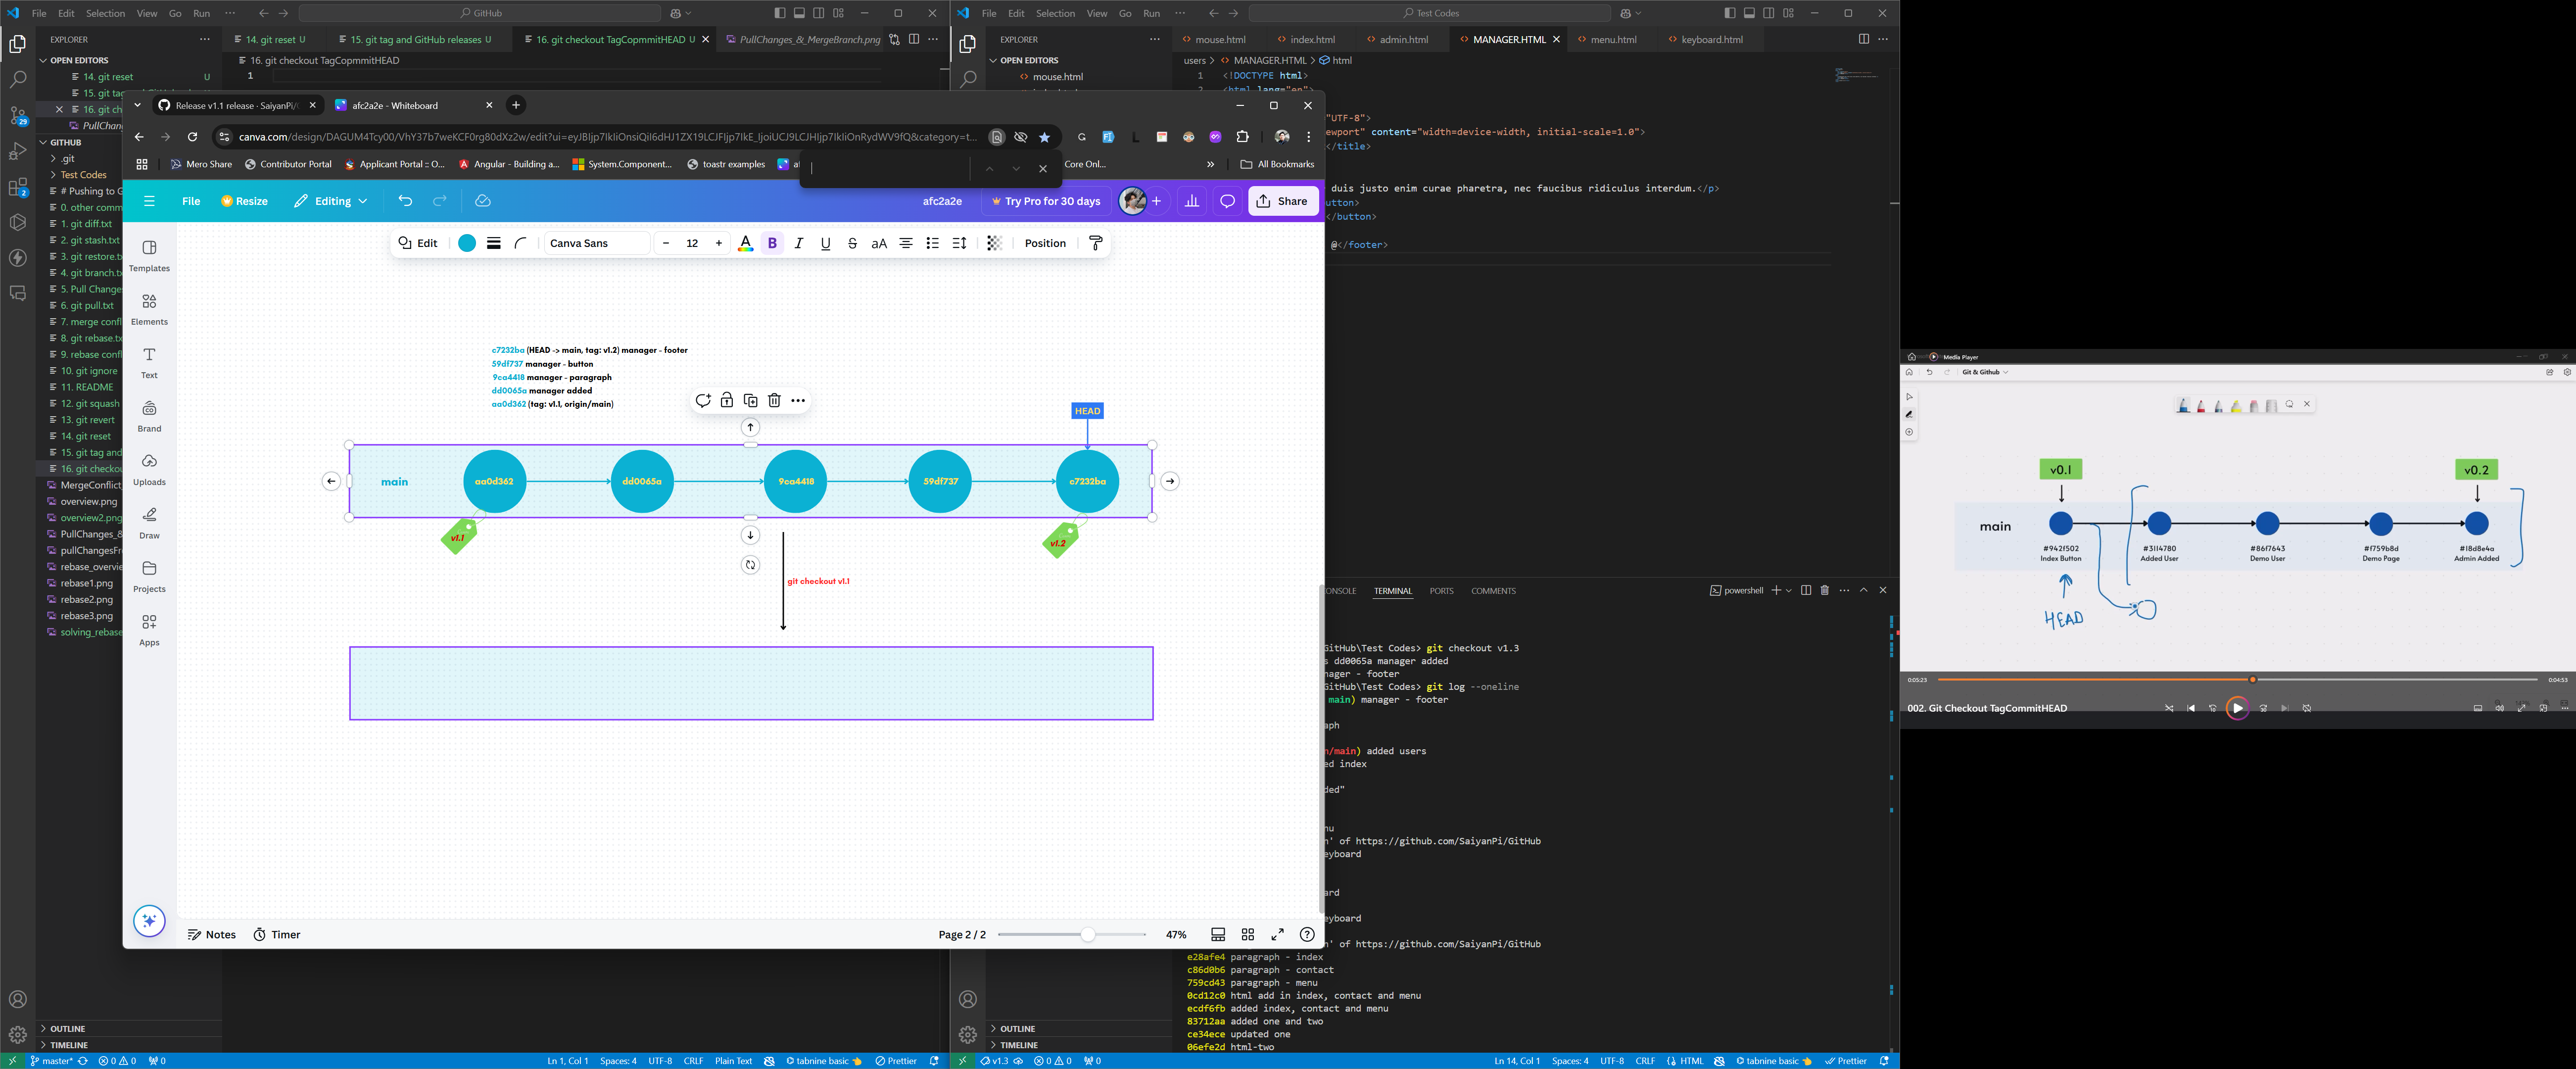 File Edit Selection View Go Run ··· GitHub
EXPLORER
OPEN EDITORS
14. git reset U
15. git tag
16. git ch
PullChan
GITHUB
.git
Test Codes
# Pushing to G
0. other comm
1. git diff.txt
2. git stash.txt
3. git restore.tx
4. git branch.tx
5. Pull Change
6. git pull.txt
7. merge confl
8. git rebase.tx
9. rebase confl
10. git ignore
11. README
12. git squash
13. git revert
14. git reset
15. git tag and
16. git checkou
MergeConflict
overview.png
overview2.png
PullChanges_&
pullChangesFr
rebase_overvie
rebase1.png
rebase2.png
rebase3.png
solving_rebase
OUTLINE
TIMELINE
14. git reset U 15. git tag and GitHub releases U 16. git checkout TagCopmmitHEAD U PullChanges_&_MergeBranch.png
16. git checkout TagCopmmitHEAD
1
master* 0 0 0 Ln 1, Col 1 Spaces: 4 UTF-8 CRLF Plain Text tabnine basic Prettier
Release v1.1 release · SaiyanPi/ afc2a2e - Whiteboard
canva.com/design/DAGUM4Tcy00/VhY37b7weKCF0rg80dXz2w/edit?ui=eyJBIjp7IkIiOnsiQiI6dHJ1ZX19LCJFIjp7IkE_IjoiUCJ9LCJHIjp7IkIiOnRydWV9fQ&category=t...
Mero Share Contributor Portal Applicant Portal :: O... Angular - Building a... System.Component... toastr examples Core Onl... All Bookmarks
File Resize Editing afc2a2e Try Pro for 30 days Share
Edit Canva Sans 12 A B I U S aA Position
Templates
Elements
Text
Brand
Uploads
Draw
Projects
Apps
c7232ba (HEAD -> main, tag: v1.2) manager - footer
59df737 manager - button
9ca4418 manager - paragraph
dd0065a manager added
aa0d362 (tag: v1.1, origin/main)
HEAD
main aa0d362 dd0065a 9ca4418 59df737 c7232ba
v1.1 v1.2
git checkout v1.1
Notes Timer Page 2 / 2 47%
File Edit Selection View Go Run ··· Test Codes
EXPLORER
OPEN EDITORS
mouse.html
mouse.html index.html admin.html MANAGER.HTML menu.html keyboard.html
users > MANAGER.HTML > html
1 <!DOCTYPE html>
2 <html lang="en">
"UTF-8">
ewport" content="width=device-width, initial-scale=1.0">
</title>
duis justo enim curae pharetra, nec faucibus ridiculus interdum.</p>
utton>
</button>
@</footer>
ONSOLE TERMINAL PORTS COMMENTS powershell
GitHub\Test Codes> git checkout v1.3
s dd0065a manager added
nager - footer
GitHub\Test Codes> git log --oneline
main) manager - footer
aph
n/main) added users
ed index
ded"
nu
n' of https://github.com/SaiyanPi/GitHub
eyboard
ard
eyboard
n' of https://github.com/SaiyanPi/GitHub
e28afe4 paragraph - index
c86d0b6 paragraph - contact
759cd43 paragraph - menu
0cd12c0 html add in index, contact and menu
ecdf6fb added index, contact and menu
83712aa added one and two
ce34ece updated one
06efe2d html-two
OUTLINE
TIMELINE
v1.3 0 0 0 Ln 14, Col 1 Spaces: 4 UTF-8 CRLF HTML tabnine basic Prettier
Media Player
Git & Github
v0.1 v0.2
main
#942f502 #3114780 #86f7643 #f759b8d #18d8e4a
Index Button Added User Demo User Demo Page Admin Added
HEAD
0:05:23 0:04:53
002. Git Checkout TagCommitHEAD